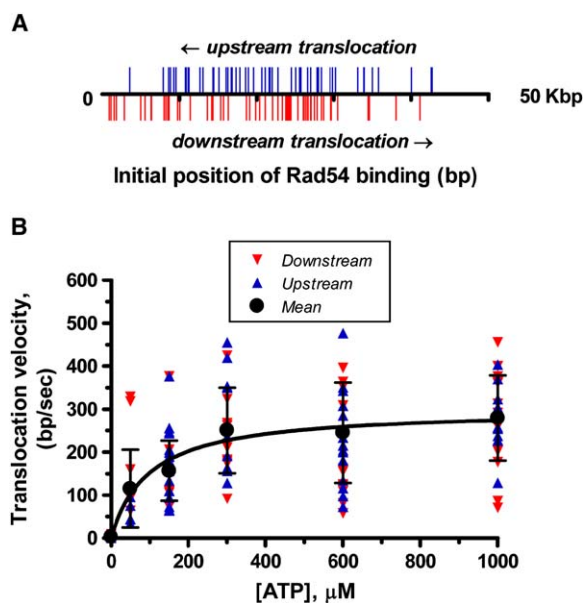 A
← upstream translocation
0
50 Kbp
downstream translocation →
Initial position of Rad54 binding (bp)
B
Downstream
Upstream
Mean
Translocation velocity,
(bp/sec)
600
500
400
300
200
100
0
0 200 400 600 800 1000
[ATP], μM